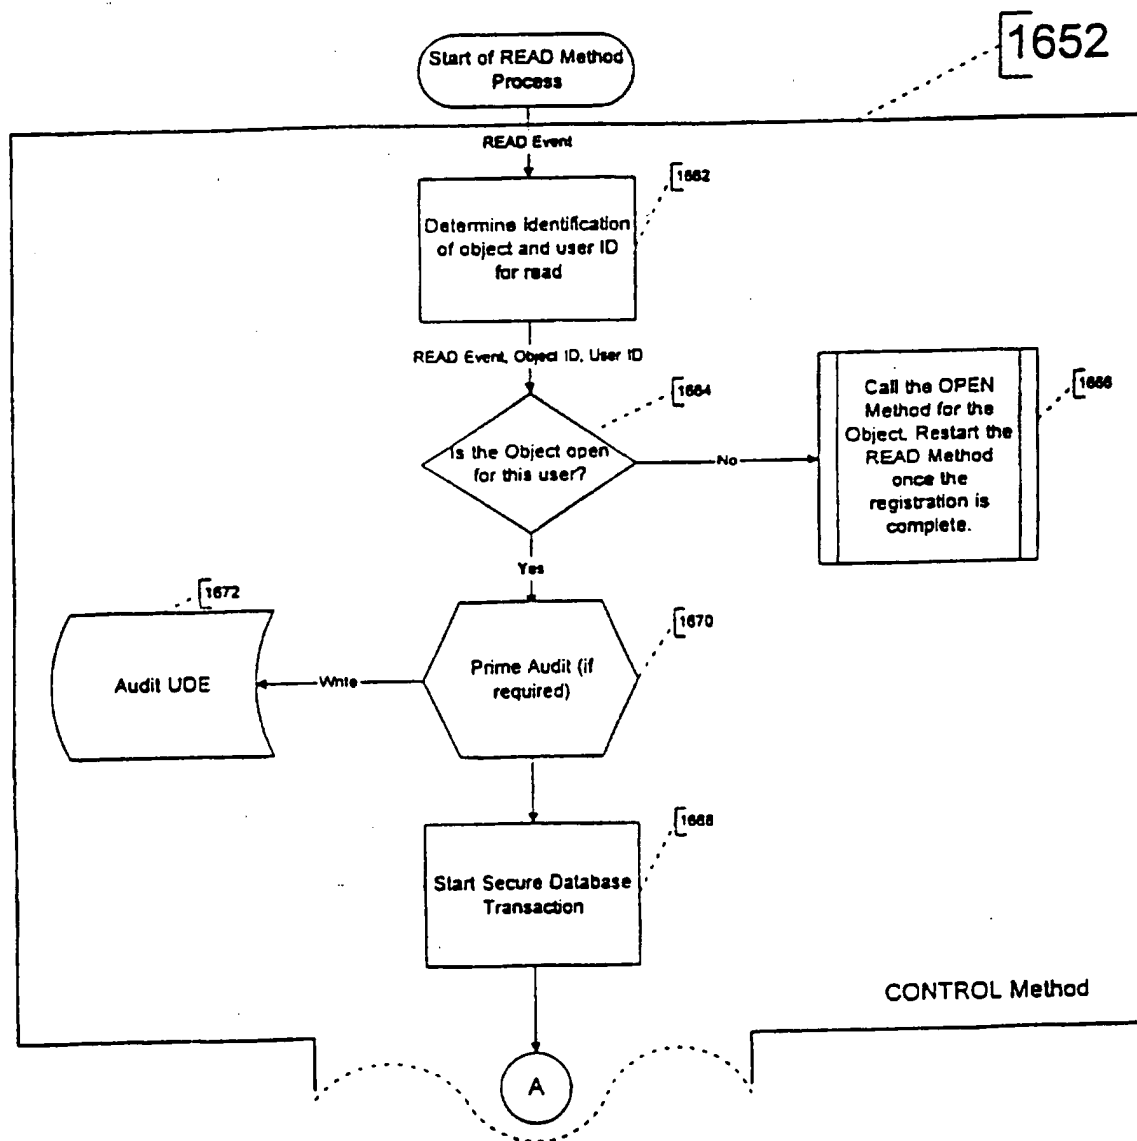 1652
Start of READ Method
Process
READ Event
1662
Determine identification
of object and user ID
for read
READ Event, Object ID, User ID
1664
Is the Object open
for this user?
No
Call the OPEN
Method for the
Object. Restart the
READ Method
once the
registration is
complete.
1666
Yes
1672
Audit UDE
Write
Prime Audit (if
required)
1670
1668
Start Secure Database
Transaction
CONTROL Method
A